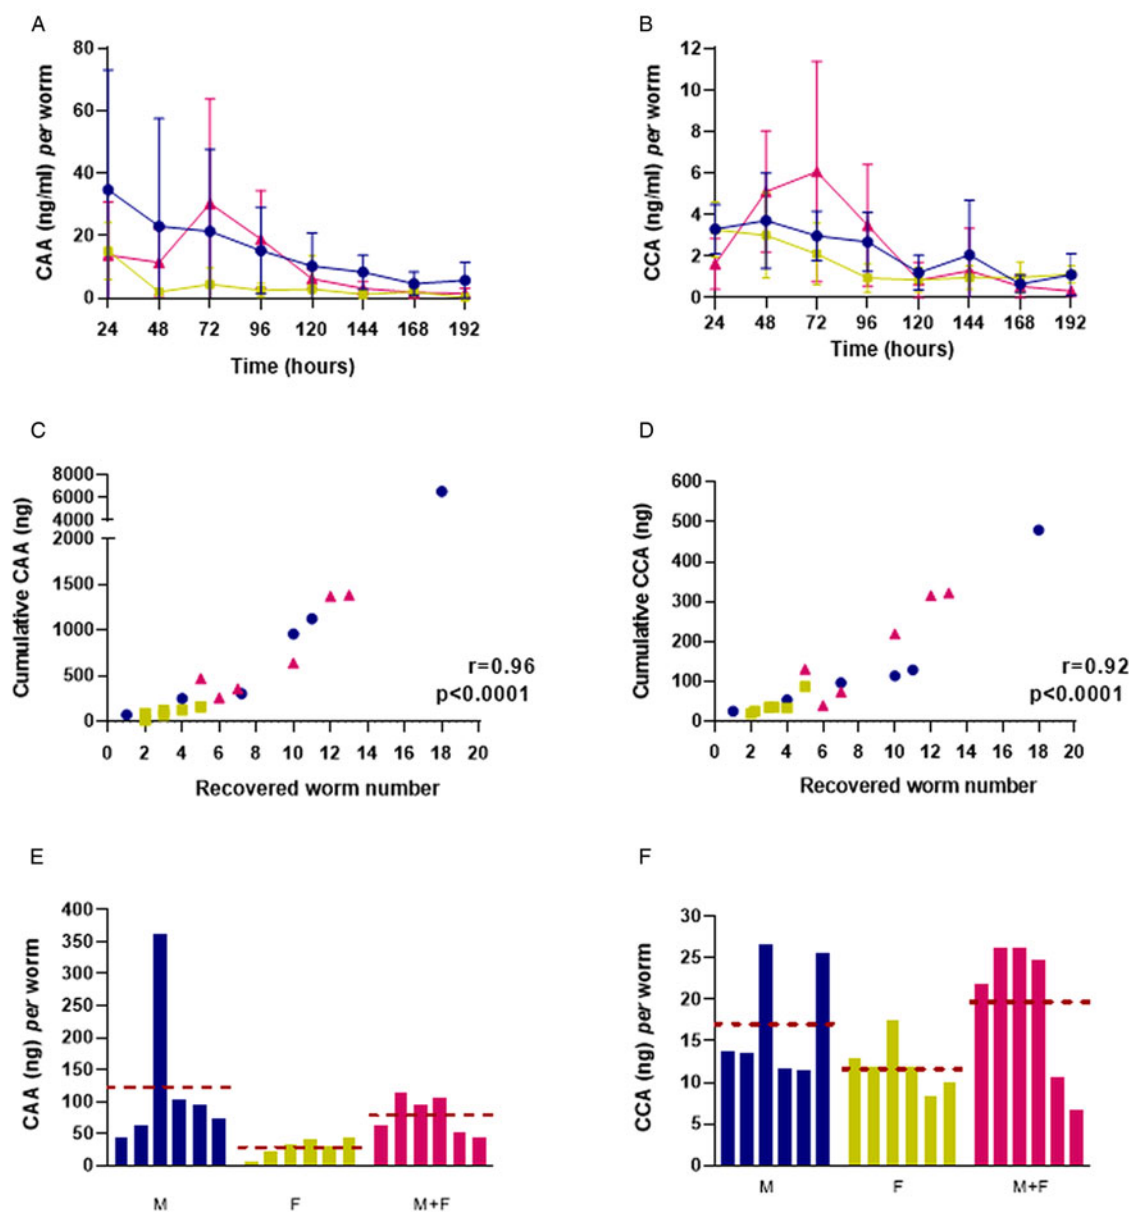 A
80
60
40
20
0
CAA (ng/ml) per worm
24 48 72 96 120 144 168 192
Time (hours)
B
12
10
8
6
4
2
0
CCA (ng/ml) per worm
24 48 72 96 120 144 168 192
Time (hours)
C
8000
6000
4000
2000
1500
1000
500
0
Cumulative CAA (ng)
r=0.96
p<0.0001
0 2 4 6 8 10 12 14 16 18 20
Recovered worm number
D
600
500
400
300
200
100
0
Cumulative CCA (ng)
r=0.92
p<0.0001
0 2 4 6 8 10 12 14 16 18 20
Recovered worm number
E
400
350
300
250
200
150
100
50
0
CAA (ng) per worm
M F M+F
F
30
25
20
15
10
5
0
CCA (ng) per worm
M F M+F